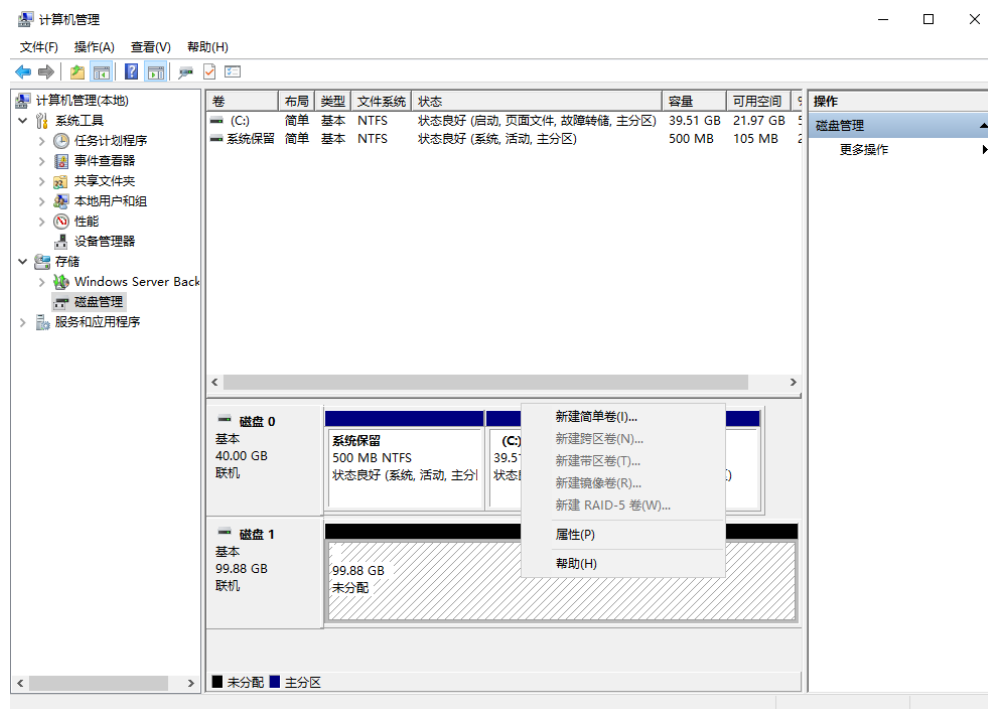 计算机管理
文件(F) 操作(A) 查看(V) 帮助(H)
计算机管理(本地)
系统工具
任务计划程序
事件查看器
共享文件夹
本地用户和组
性能
设备管理器
存储
Windows Server Back
磁盘管理
服务和应用程序
卷 布局 类型 文件系统 状态 容量 可用空间
(C:) 简单 基本 NTFS 状态良好 (启动, 页面文件, 故障转储, 主分区) 39.51 GB 21.97 GB
系统保留 简单 基本 NTFS 状态良好 (系统, 活动, 主分区) 500 MB 105 MB
磁盘 0
基本
40.00 GB
联机
系统保留
500 MB NTFS
状态良好 (系统, 活动, 主分
(C:)
39.5
状态
新建简单卷(I)...
新建跨区卷(N)...
新建带区卷(T)...
新建镜像卷(R)...
新建 RAID-5 卷(W)...
属性(P)
帮助(H)
磁盘 1
基本
99.88 GB
联机
99.88 GB
未分配
未分配 主分区
操作
磁盘管理
更多操作